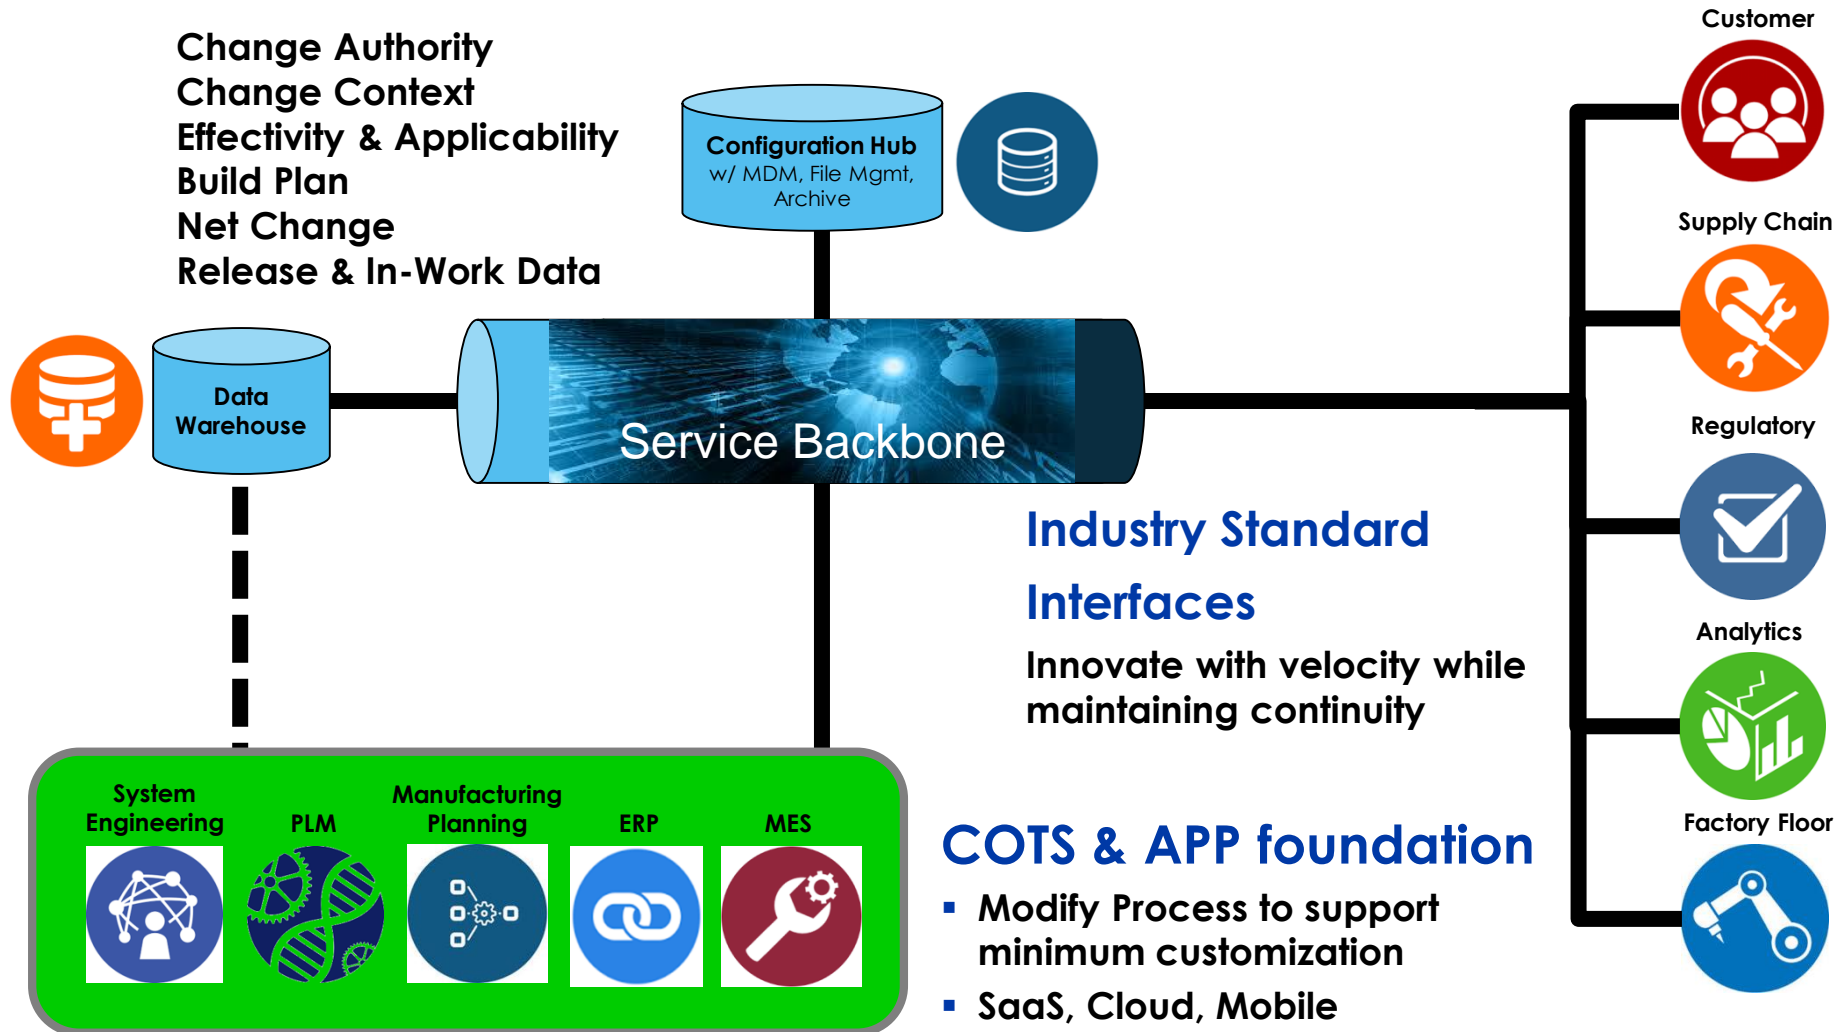 Change Authority
Change Context
Effectivity & Applicability
Build Plan
Net Change
Release & In-Work Data
Configuration Hub
w/ MDM, File Mgmt,
Archive
Customer
Supply Chain
Data
Warehouse
Service Backbone
Regulatory
Industry Standard
Interfaces
Innovate with velocity while
maintaining continuity
Analytics
System
Engineering
PLM
Manufacturing
Planning
ERP
MES
COTS & APP foundation
▪ Modify Process to support
minimum customization
▪ SaaS, Cloud, Mobile
Factory Floor